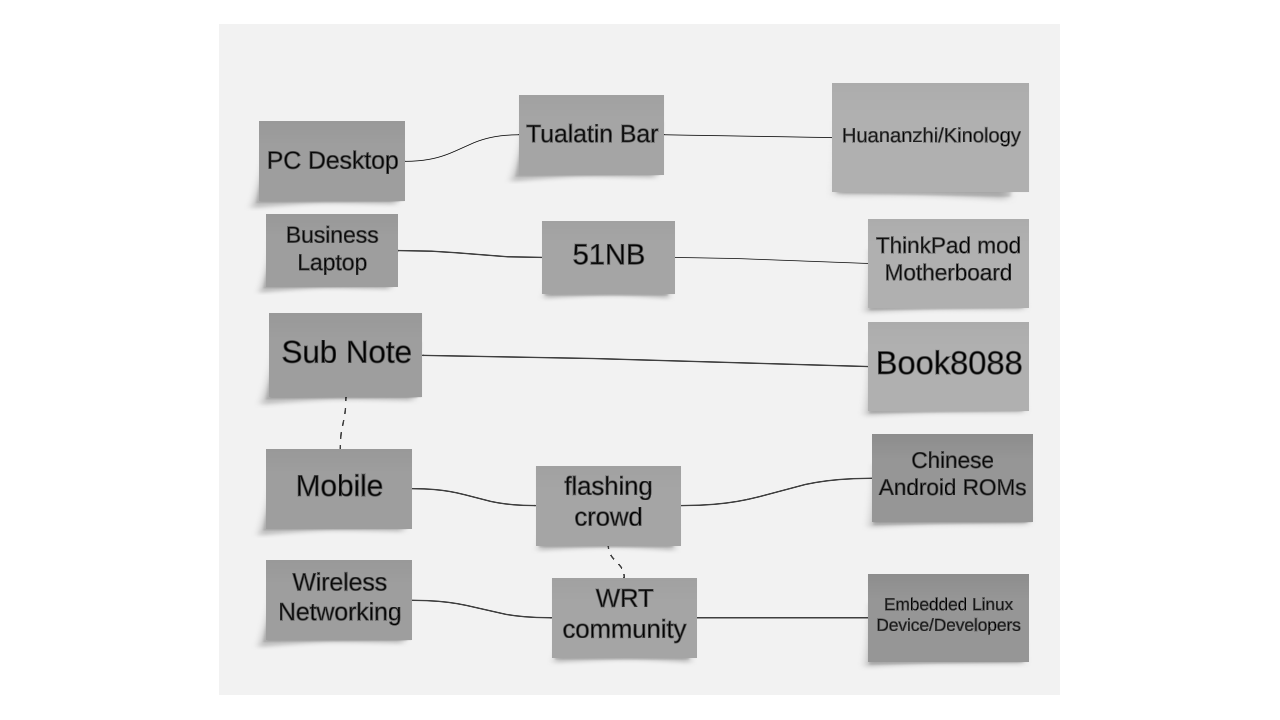 PC Desktop
Tualatin Bar
Huananzhi/Kinology
Business
Laptop
51NB
ThinkPad mod
Motherboard
Sub Note
Book8088
Mobile
flashing
crowd
Chinese
Android ROMs
Wireless
Networking
WRT
community
Embedded Linux
Device/Developers